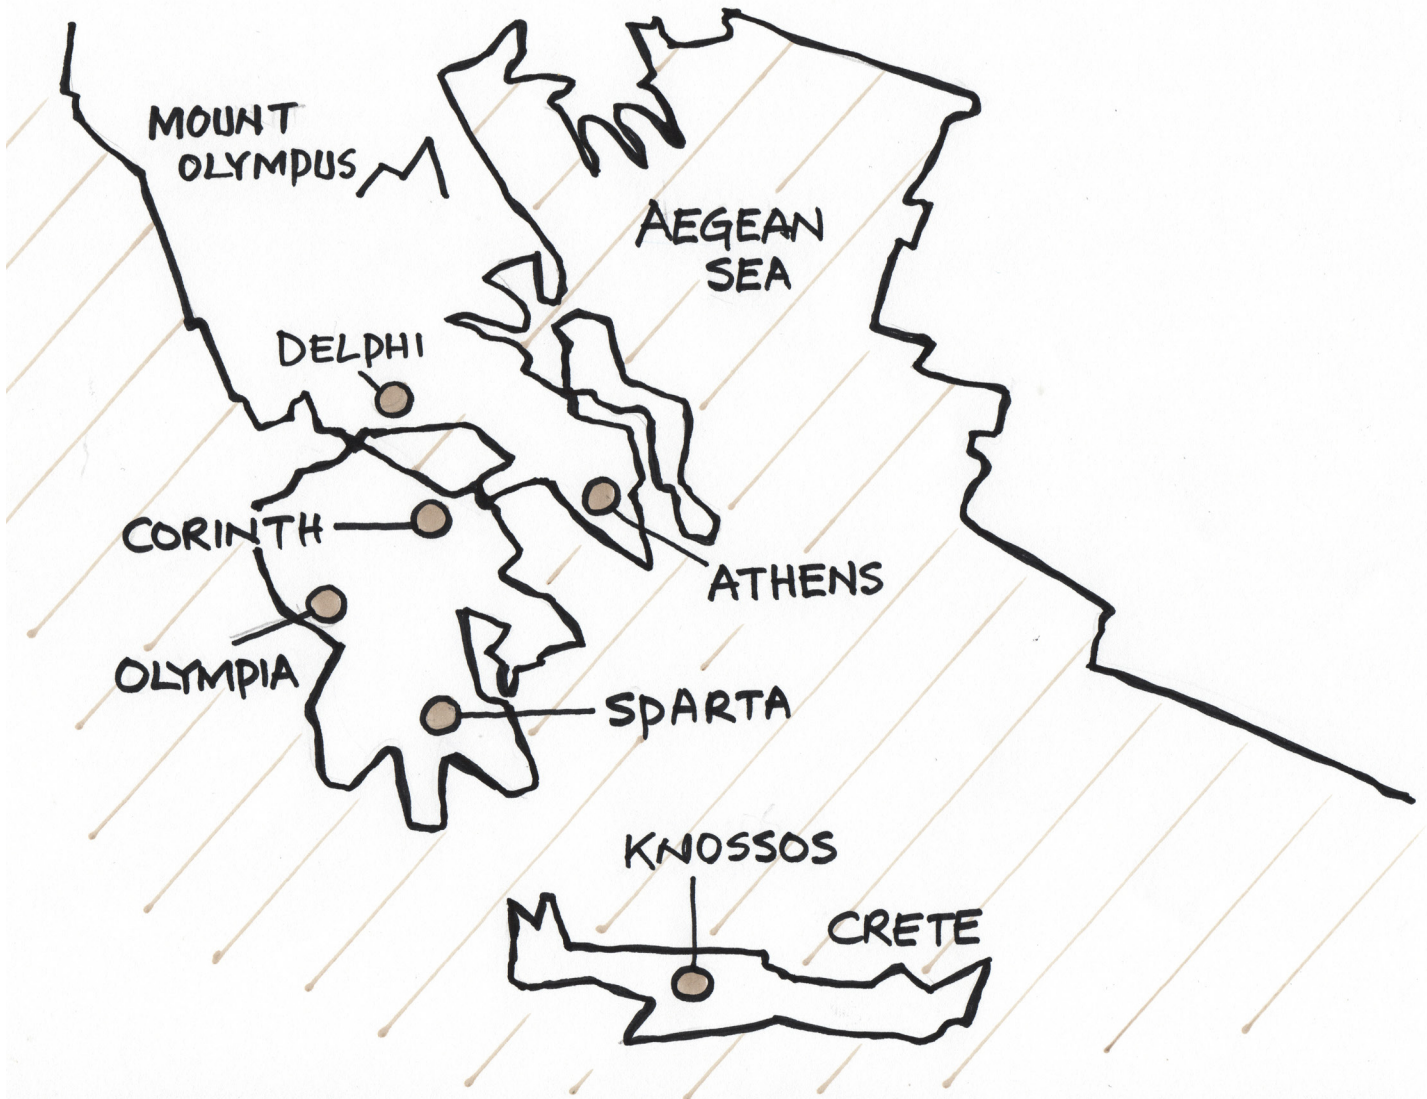 MOUNT
OLYMPUS
AEGEAN
SEA
DELPHI
CORINTH
ATHENS
OLYMPIA
SPARTA
KNOSSOS
CRETE